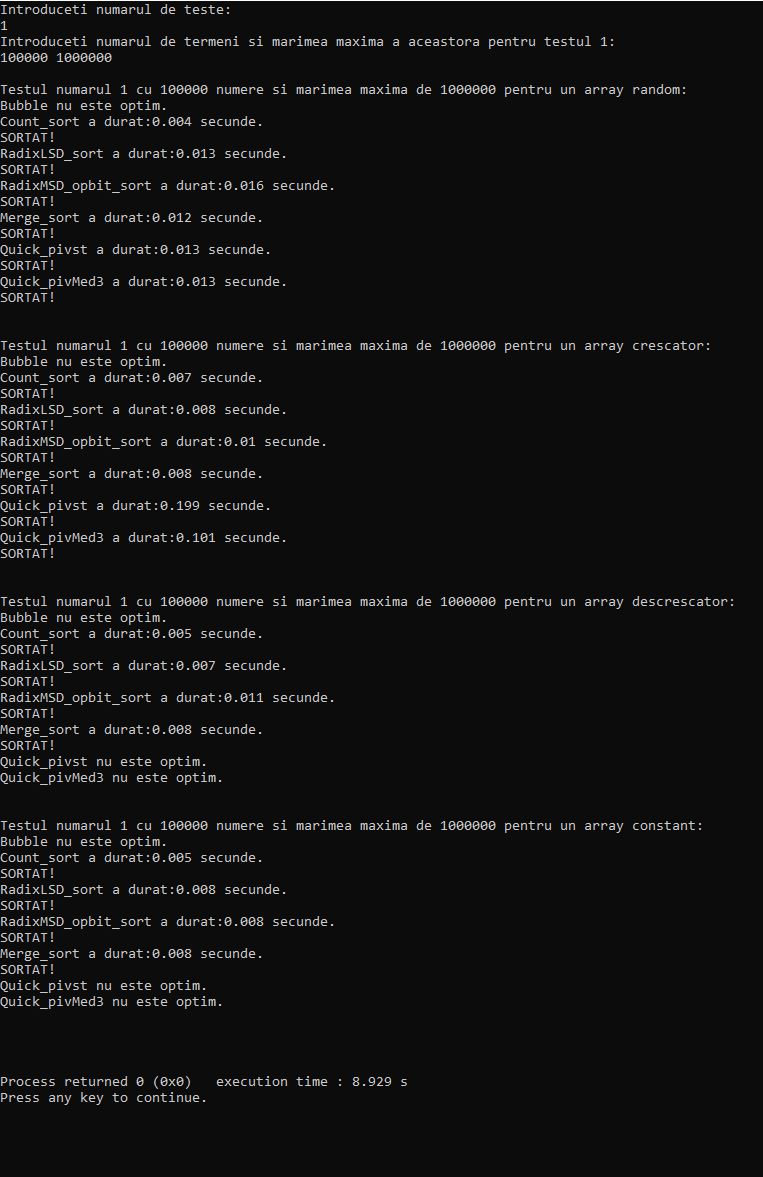 Introduceti numarul de teste:
1
Introduceti numarul de termeni si marimea maxima a aceastora pentru testul 1:
100000 1000000
Testul numarul 1 cu 100000 numere si marimea maxima de 1000000 pentru un array random:
Bubble nu este optim.
Count_sort a durat:0.004 secunde.
SORTAT!
RadixLSD_sort a durat:0.013 secunde.
SORTAT!
RadixMSD_opbit_sort a durat:0.016 secunde.
SORTAT!
Merge_sort a durat:0.012 secunde.
SORTAT!
Quick_pivst a durat:0.013 secunde.
SORTAT!
Quick_pivMed3 a durat:0.013 secunde.
SORTAT!
Testul numarul 1 cu 100000 numere si marimea maxima de 1000000 pentru un array crescator:
Bubble nu este optim.
Count_sort a durat:0.007 secunde.
SORTAT!
RadixLSD_sort a durat:0.008 secunde.
SORTAT!
RadixMSD_opbit_sort a durat:0.01 secunde.
SORTAT!
Merge_sort a durat:0.008 secunde.
SORTAT!
Quick_pivst a durat:0.199 secunde.
SORTAT!
Quick_pivMed3 a durat:0.101 secunde.
SORTAT!
Testul numarul 1 cu 100000 numere si marimea maxima de 1000000 pentru un array descrescator:
Bubble nu este optim.
Count_sort a durat:0.005 secunde.
SORTAT!
RadixLSD_sort a durat:0.007 secunde.
SORTAT!
RadixMSD_opbit_sort a durat:0.011 secunde.
SORTAT!
Merge_sort a durat:0.008 secunde.
SORTAT!
Quick_pivst nu este optim.
Quick_pivMed3 nu este optim.
Testul numarul 1 cu 100000 numere si marimea maxima de 1000000 pentru un array constant:
Bubble nu este optim.
Count_sort a durat:0.005 secunde.
SORTAT!
RadixLSD_sort a durat:0.008 secunde.
SORTAT!
RadixMSD_opbit_sort a durat:0.008 secunde.
SORTAT!
Merge_sort a durat:0.008 secunde.
SORTAT!
Quick_pivst nu este optim.
Quick_pivMed3 nu este optim.
Process returned 0 (0x0)   execution time : 8.929 s
Press any key to continue.